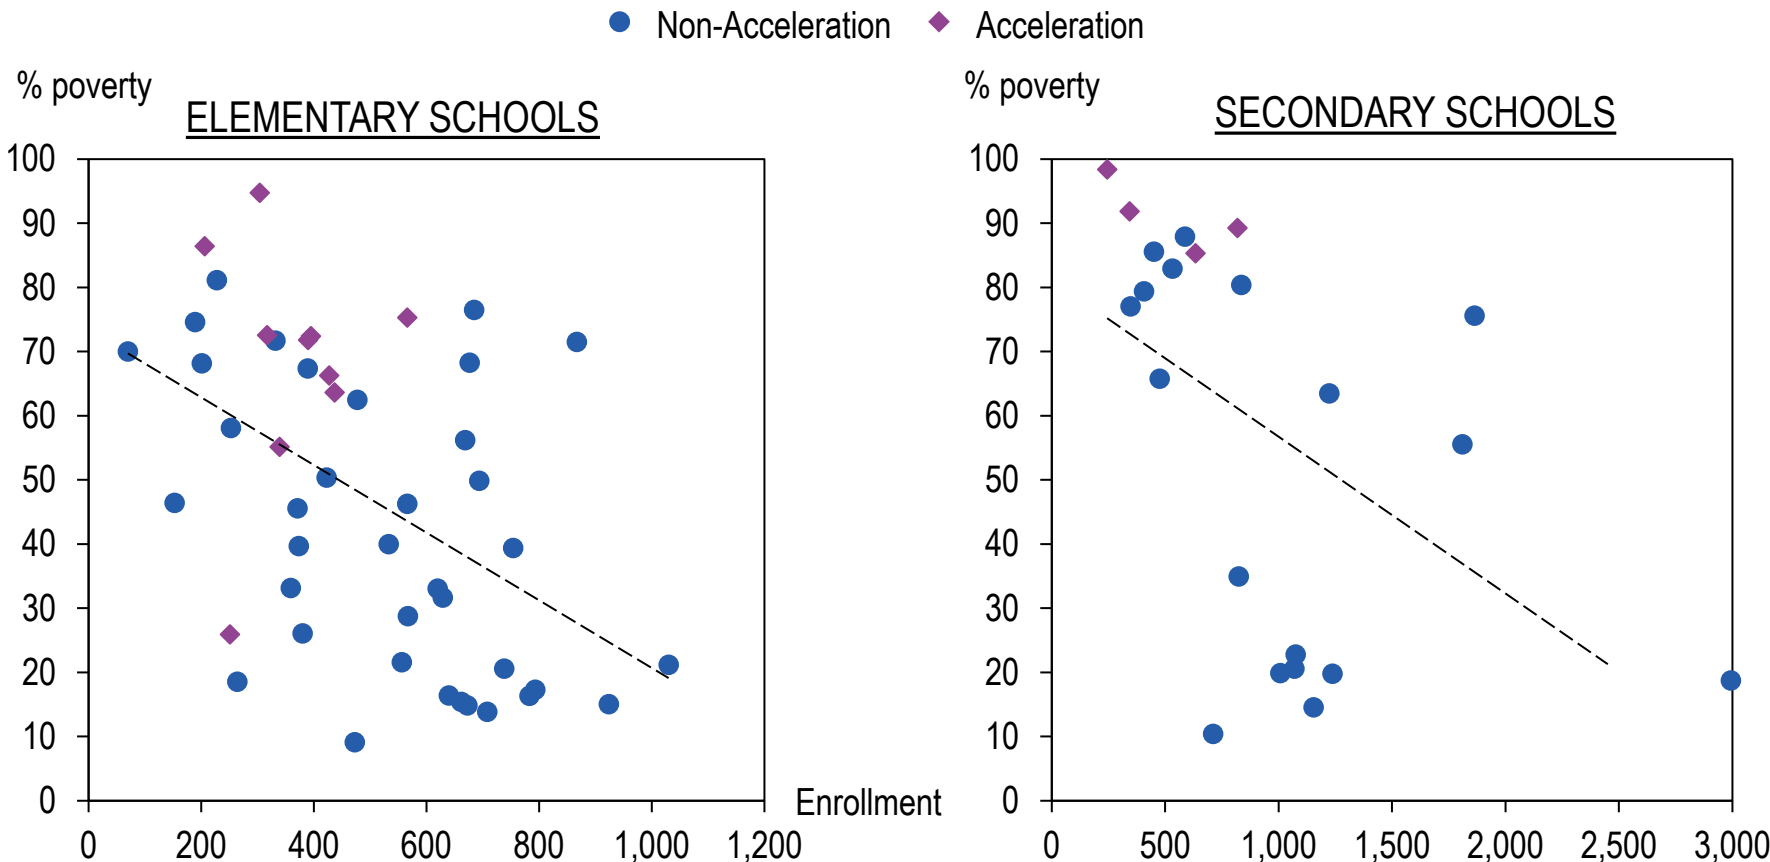 Non-Acceleration Acceleration
% poverty
ELEMENTARY SCHOOLS
100
90
80
70
60
50
40
30
20
10
0
0 200 400 600 800 1,000 1,200
Enrollment
% poverty
SECONDARY SCHOOLS
100
90
80
70
60
50
40
30
20
10
0
0 500 1,000 1,500 2,000 2,500 3,000